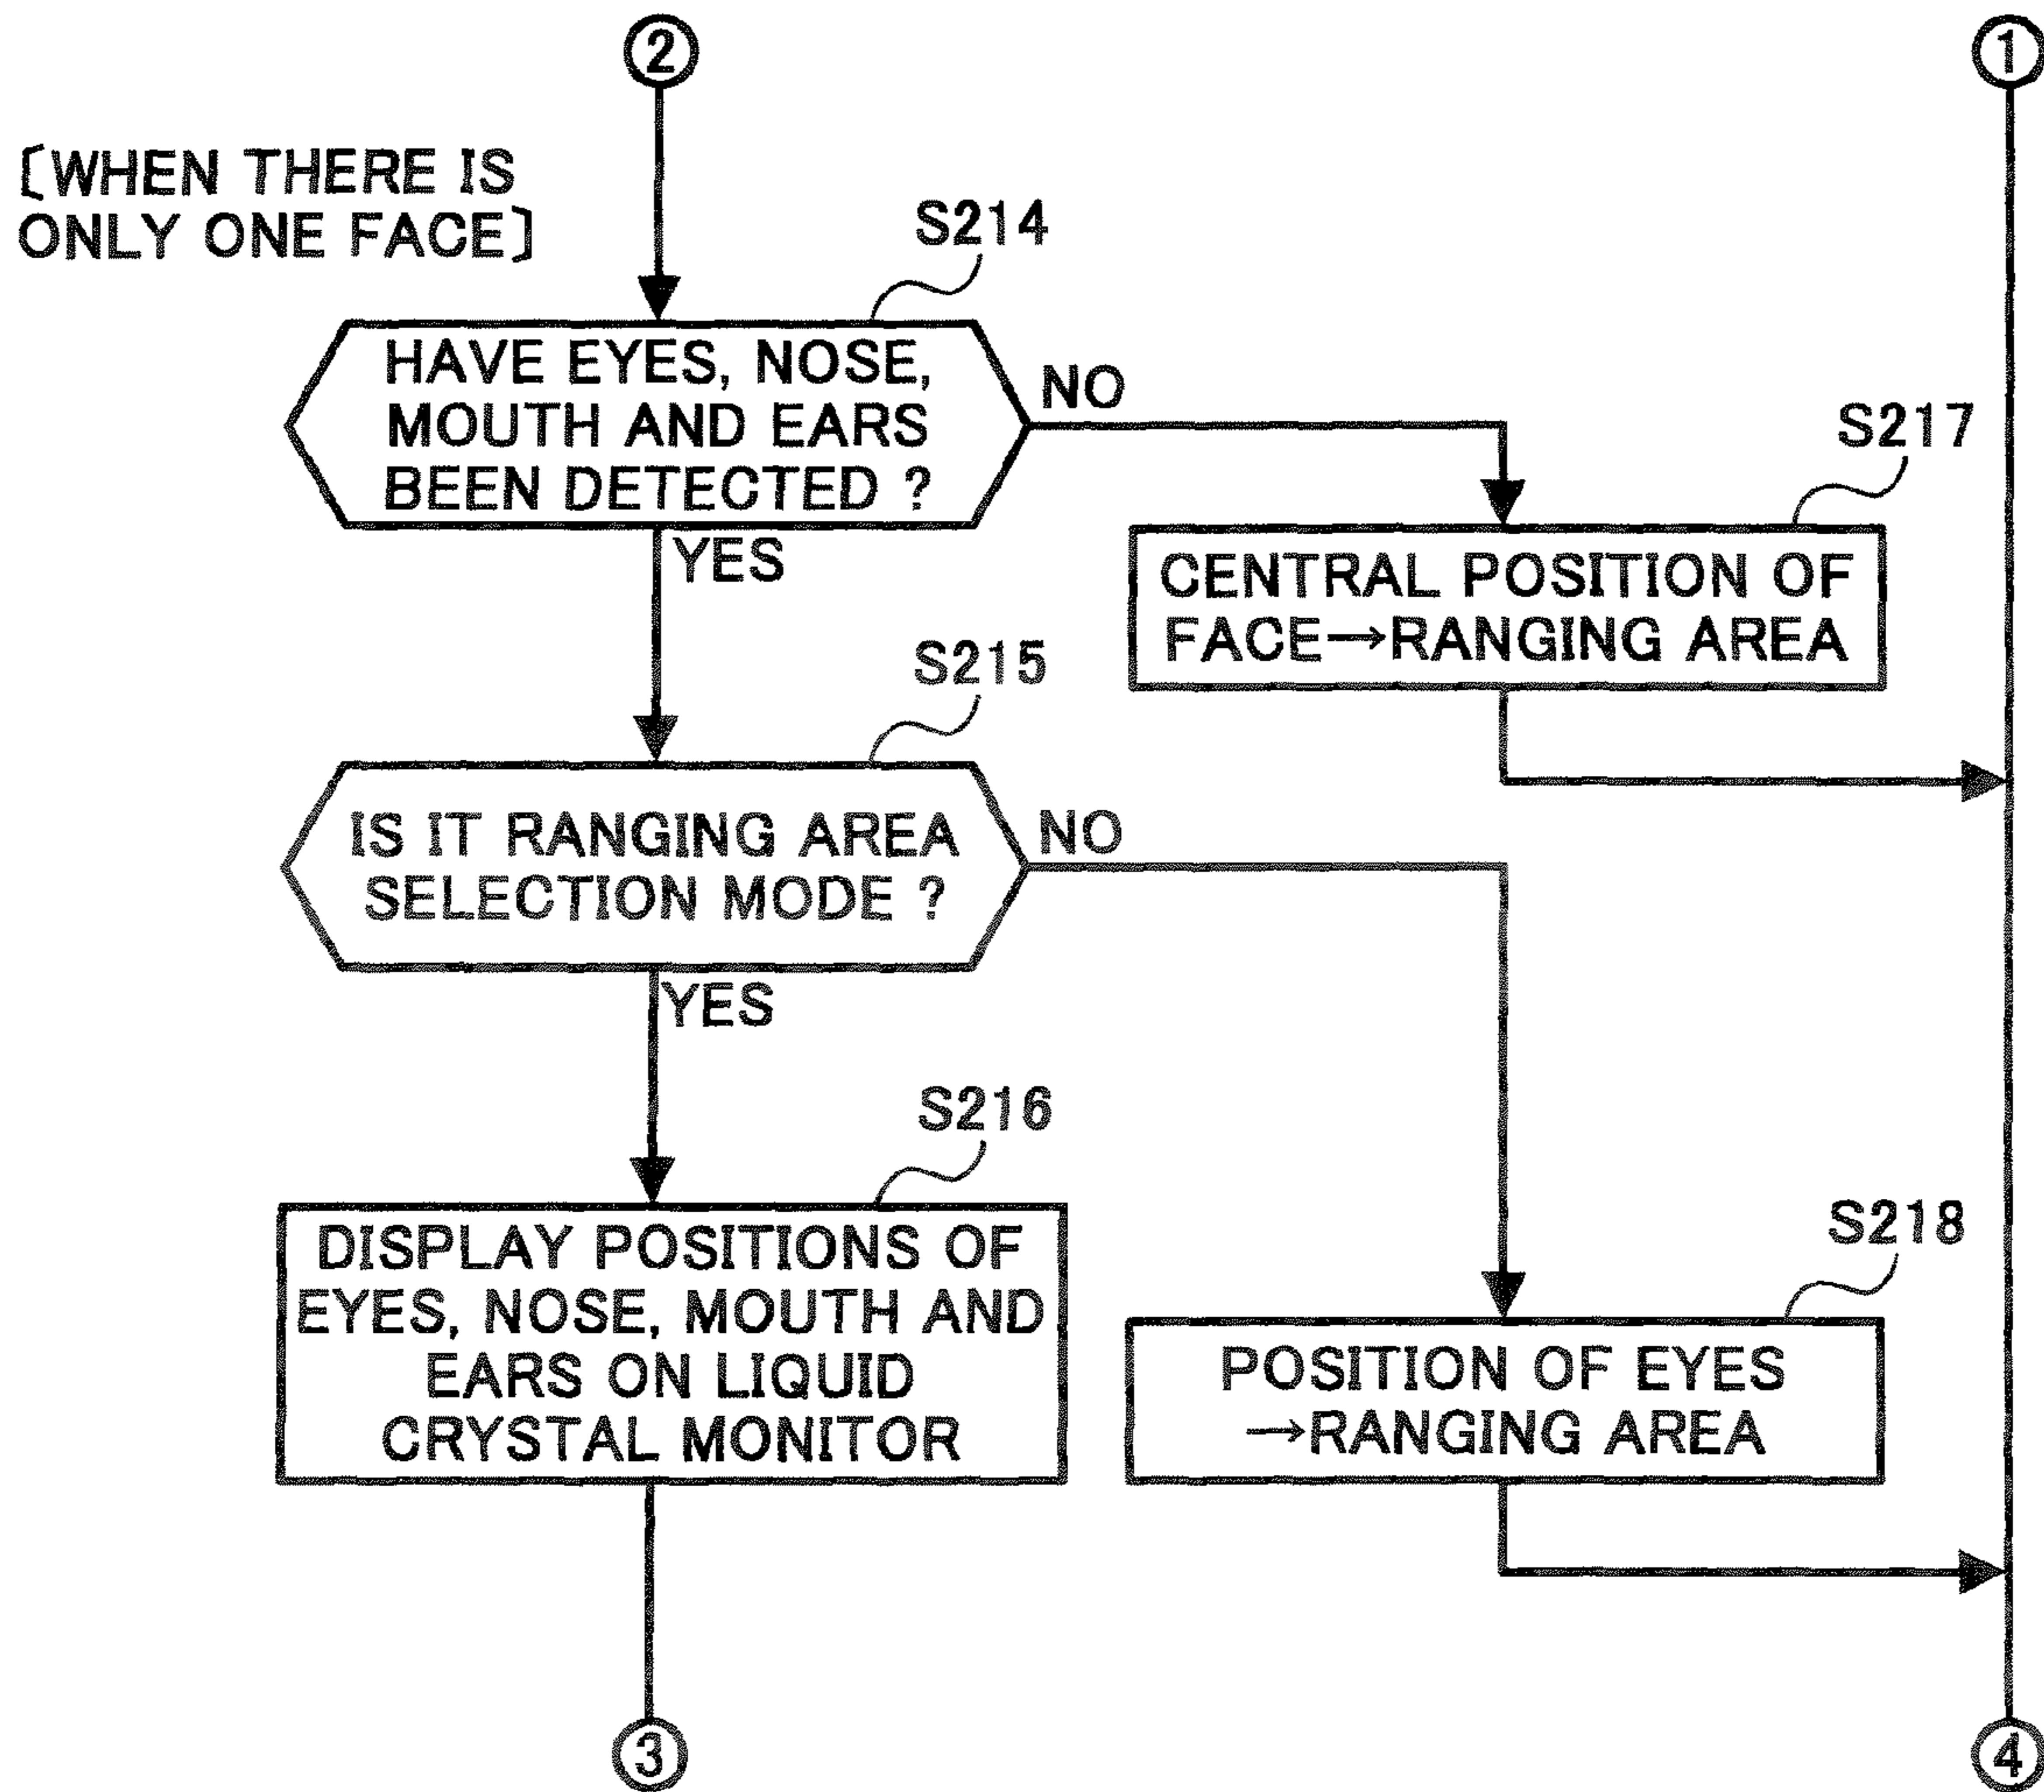 ②
①
[WHEN THERE IS
ONLY ONE FACE]
S214
HAVE EYES, NOSE,
MOUTH AND EARS
BEEN DETECTED ?
NO
YES
S217
CENTRAL POSITION OF
FACE→RANGING AREA
S215
IS IT RANGING AREA
SELECTION MODE ?
NO
YES
S216
DISPLAY POSITIONS OF
EYES, NOSE, MOUTH AND
EARS ON LIQUID
CRYSTAL MONITOR
S218
POSITION OF EYES
→RANGING AREA
③
④